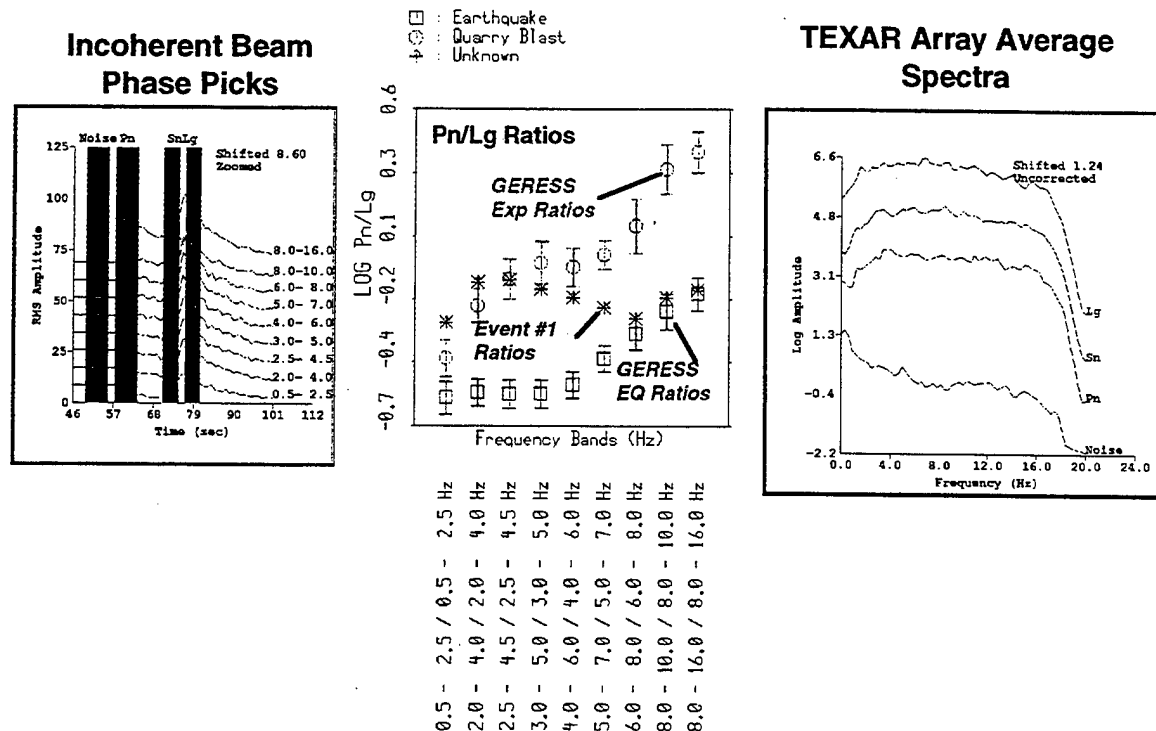 Incoherent Beam
Phase Picks
Noise Pn SnLg
Shifted 8.60
Zoomed
125
100
75
50
25
0
RMS Amplitude
8.0-16.0
8.0-10.0
6.0- 8.0
5.0- 7.0
4.0- 6.0
3.0- 5.0
2.5- 4.5
2.0- 4.0
0.5- 2.5
46 57 68 79 90 101 112
Time (sec)
□ : Earthquake
○ : Quarry Blast
✳ : Unknown
Pn/Lg Ratios
LOG Pn/Lg
0.6
0.3
0.1
-0.2
-0.4
-0.7
GERESS
Exp Ratios
Event #1
Ratios
GERESS
EQ Ratios
Frequency Bands (Hz)
0.5 - 2.5 / 0.5 - 2.5 Hz
2.0 - 4.0 / 2.0 - 4.0 Hz
2.5 - 4.5 / 2.5 - 4.5 Hz
3.0 - 5.0 / 3.0 - 5.0 Hz
4.0 - 6.0 / 4.0 - 6.0 Hz
5.0 - 7.0 / 5.0 - 7.0 Hz
6.0 - 8.0 / 6.0 - 8.0 Hz
8.0 - 10.0 / 8.0 - 10.0 Hz
8.0 - 16.0 / 8.0 - 16.0 Hz
TEXAR Array Average
Spectra
Shifted 1.24
Uncorrected
6.6
4.8
3.1
1.3
-0.4
-2.2
Log Amplitude
Lg
Sn
Pn
Noise
0.0 4.0 8.0 12.0 16.0 20.0 24.0
Frequency (Hz)